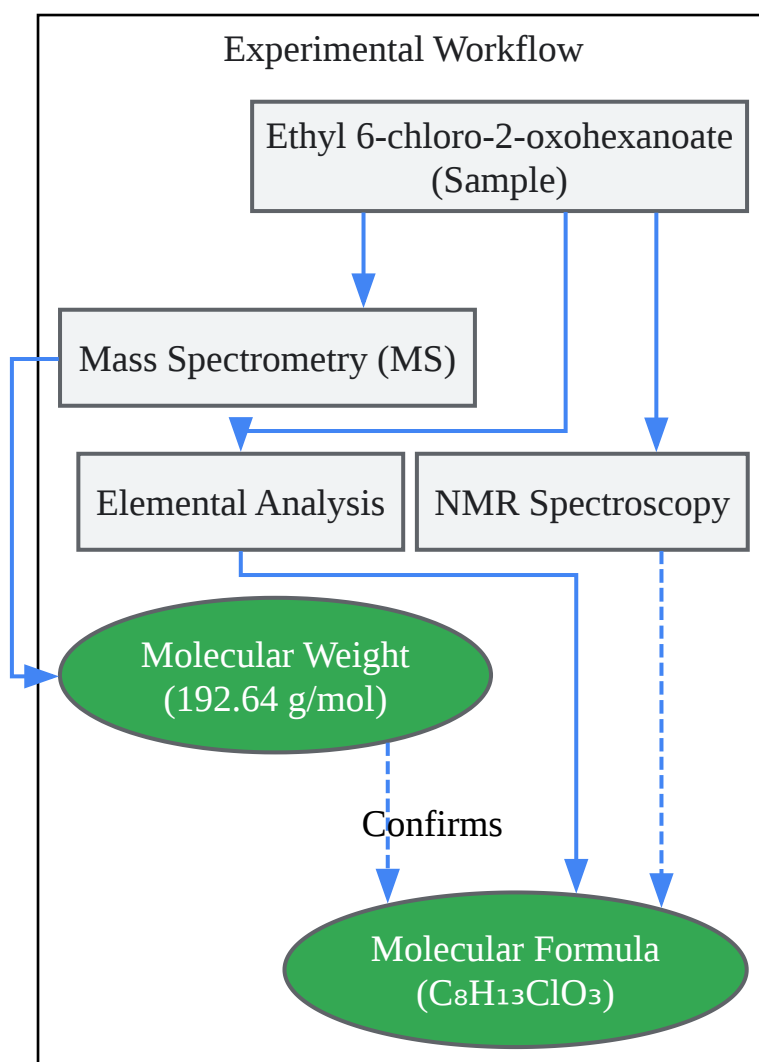 Experimental Workflow
Ethyl 6-chloro-2-oxohexanoate
(Sample)
Mass Spectrometry (MS)
Elemental Analysis
NMR Spectroscopy
Molecular Weight
(192.64 g/mol)
Confirms
Molecular Formula
(C₈H₁₃ClO₃)